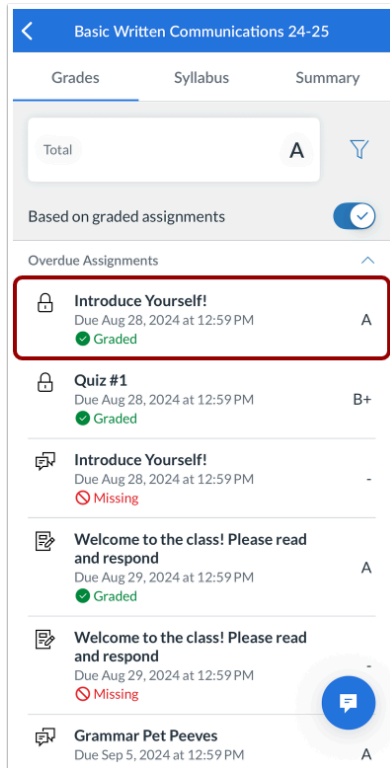 Basic Written Communications 24-25
Grades Syllabus Summary
Total A
Based on graded assignments
Overdue Assignments
Introduce Yourself!
Due Aug 28, 2024 at 12:59 PM A
Graded
Quiz #1
Due Aug 28, 2024 at 12:59 PM B+
Graded
Introduce Yourself!
Due Aug 28, 2024 at 12:59 PM -
Missing
Welcome to the class! Please read
and respond
Due Aug 29, 2024 at 12:59 PM A
Graded
Welcome to the class! Please read
and respond -
Due Aug 29, 2024 at 12:59 PM
Missing
Grammar Pet Peeves
Due Sep 5, 2024 at 12:59 PM A